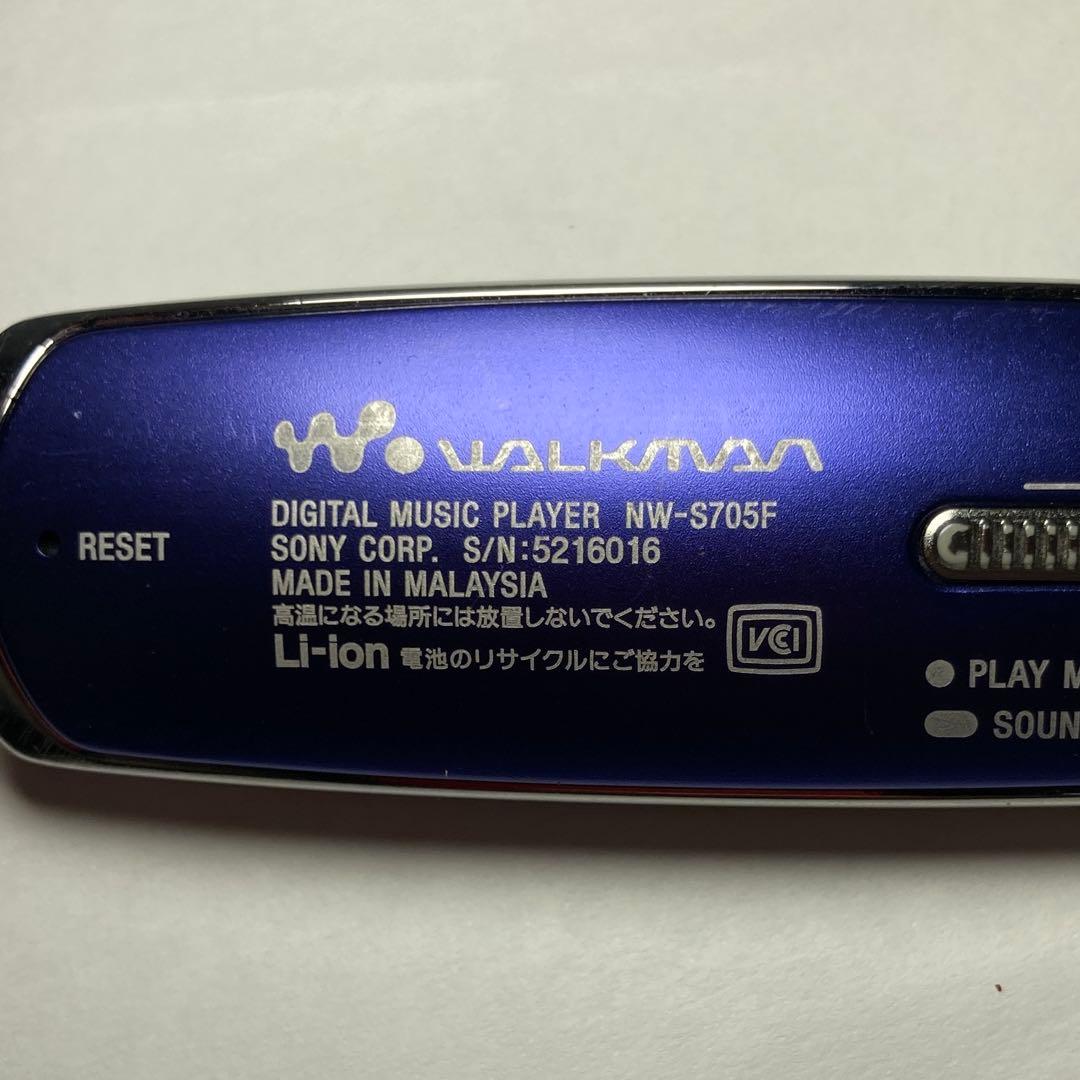 WALKMAN
DIGITAL MUSIC PLAYER NW-S705F
SONY CORP. S/N:5216016
MADE IN MALAYSIA
高温になる場所には放置しないでください。
Li-ion 電池のリサイクルにご協力を
VCI
RESET
PLAY M
SOUN